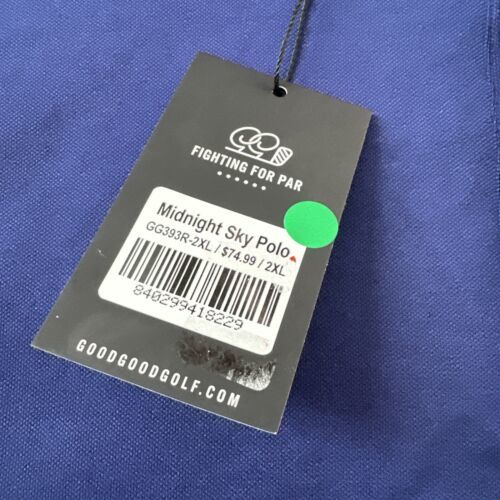 FIGHTING FOR PAR
Midnight Sky Polo
GG393R-2XL / $74.99 / 2XL
840299418229
GOODGOODGOLF.COM